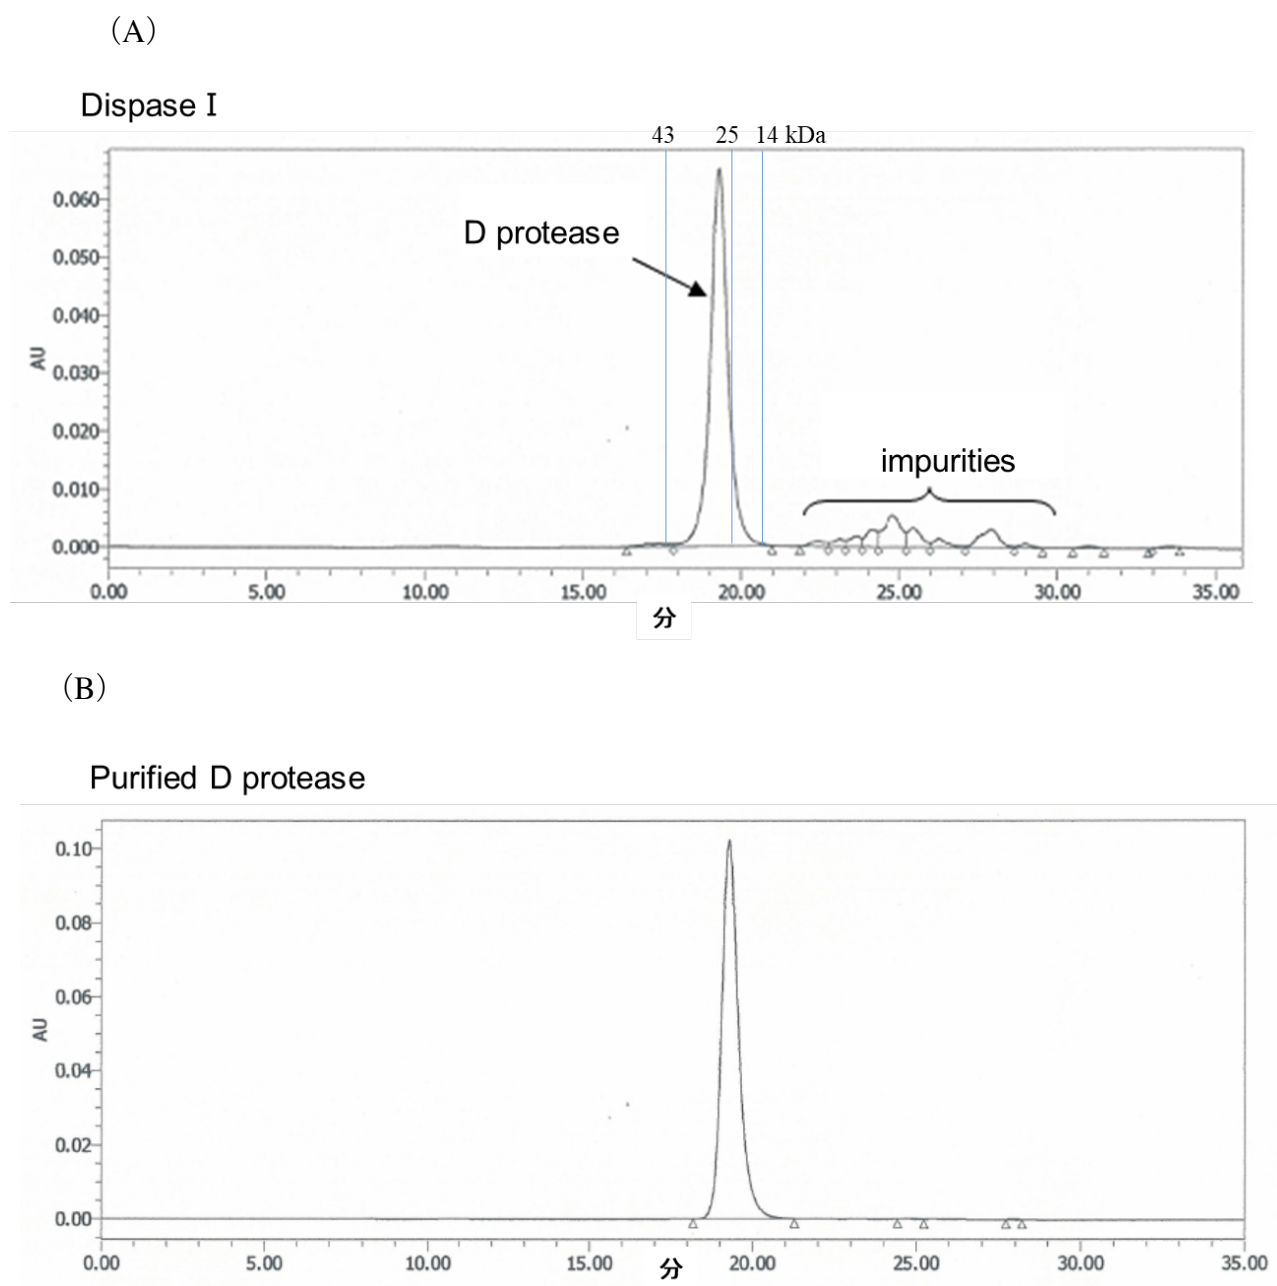 （A）
Dispase Ⅰ
43 25 14 kDa
D protease
impurities
AU
0.060
0.050
0.040
0.030
0.020
0.010
0.000
0.00 5.00 10.00 15.00 20.00 25.00 30.00 35.00
分
（B）
Purified D protease
AU
0.10
0.08
0.06
0.04
0.02
0.00
0.00 5.00 10.00 15.00 20.00 25.00 30.00 35.00
分